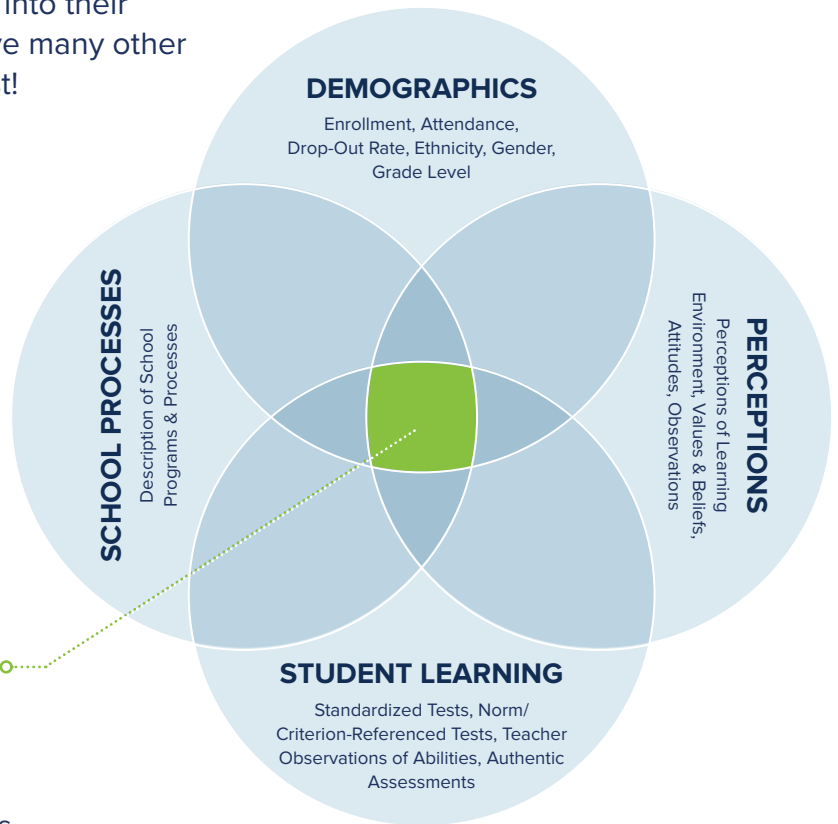 into their
ve many other
t!
DEMOGRAPHICS
Enrollment, Attendance,
Drop-Out Rate, Ethnicity, Gender,
Grade Level
SCHOOL PROCESSES
Description of School
Programs & Processes
PERCEPTIONS
Perceptions of Learning
Environment, Values & Beliefs,
Attitudes, Observations
STUDENT LEARNING
Standardized Tests, Norm/
Criterion-Referenced Tests, Teacher
Observations of Abilities, Authentic
Assessments